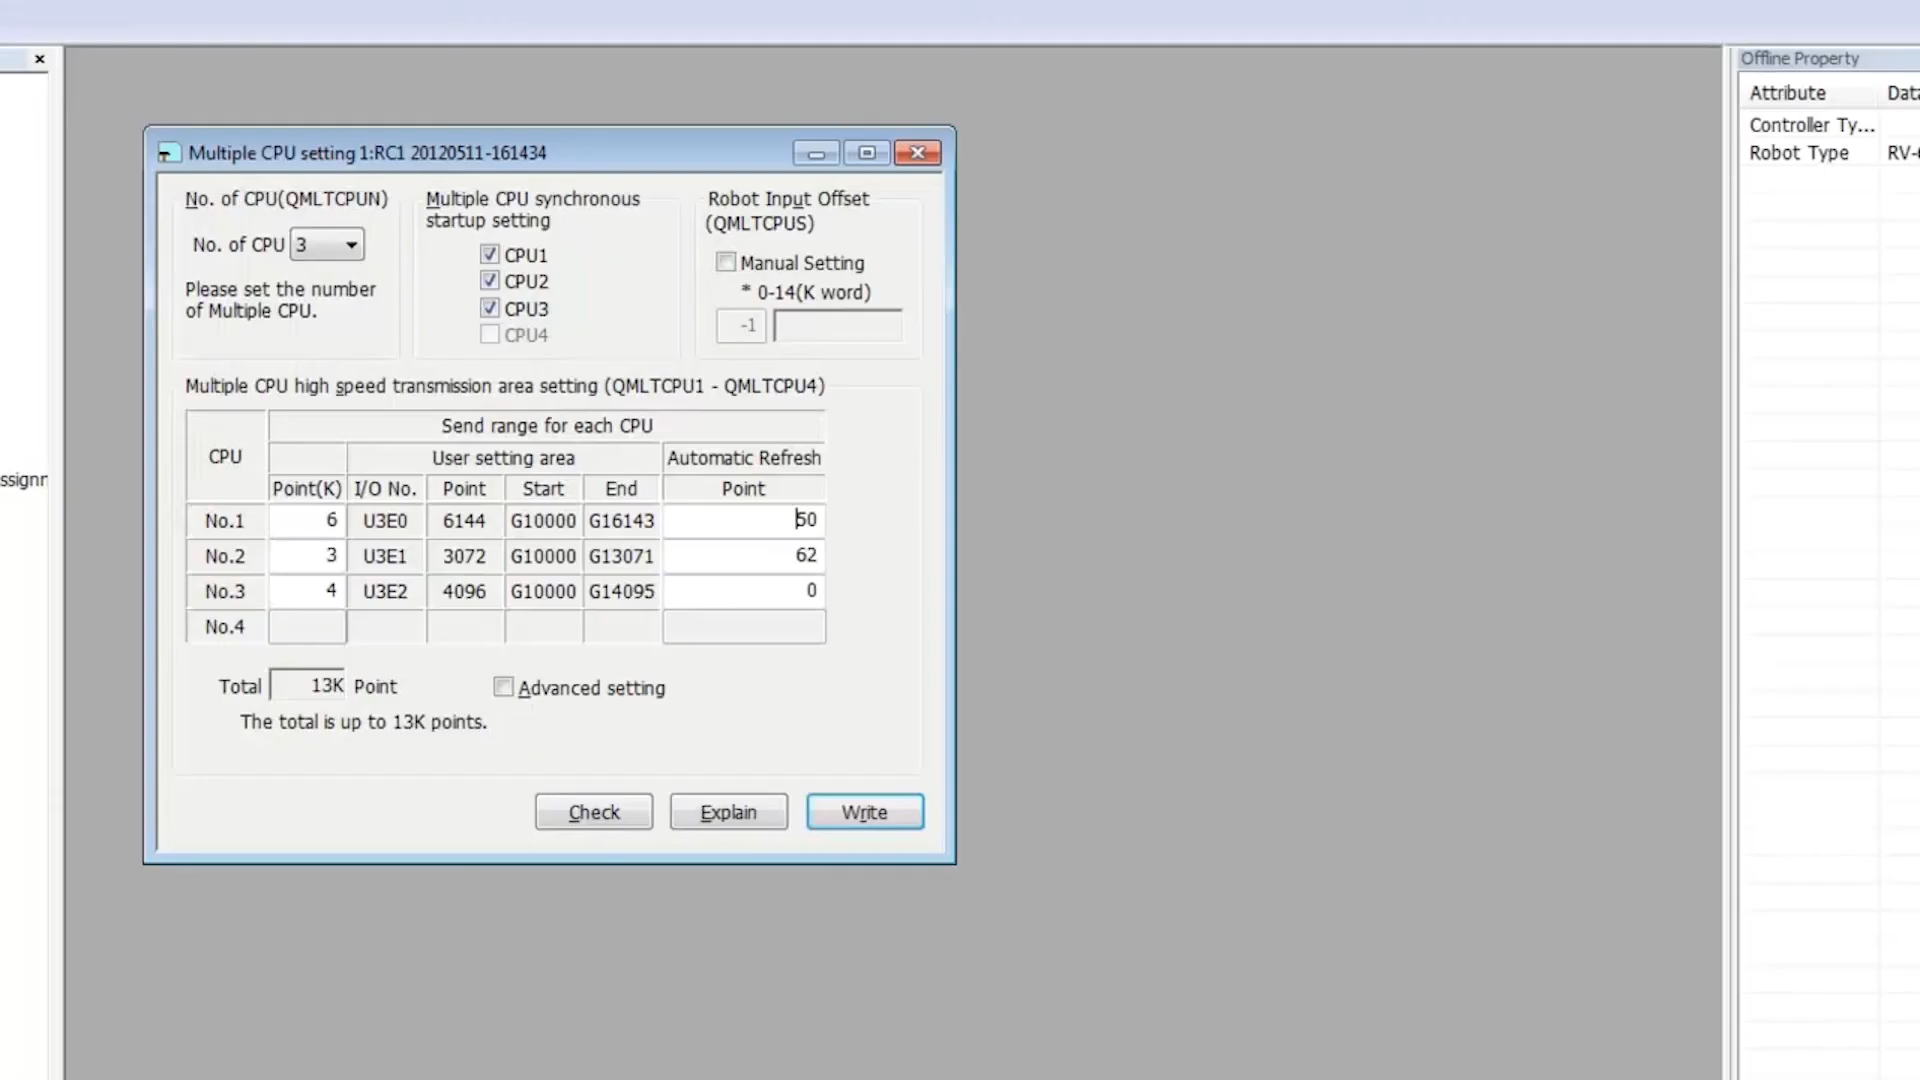 Offline Property
Attribute Data
Controller Ty...
Robot Type RV-6
ssignr
Multiple CPU setting 1:RC1 20120511-161434
No. of CPU(QMLTCPUN)
No. of CPU 3
Please set the number
of Multiple CPU.
Multiple CPU synchronous
startup setting
CPU1
CPU2
CPU3
CPU4
Robot Input Offset
(QMLTCPUS)
Manual Setting
* 0-14(K word)
-1
Multiple CPU high speed transmission area setting (QMLTCPU1 - QMLTCPU4)
CPU Send range for each CPU
User setting area Automatic Refresh
Point(K) I/O No. Point Start End Point
No.1 6 U3E0 6144 G10000 G16143 50
No.2 3 U3E1 3072 G10000 G13071 62
No.3 4 U3E2 4096 G10000 G14095 0
No.4
Total 13K Point Advanced setting
The total is up to 13K points.
Check Explain Write